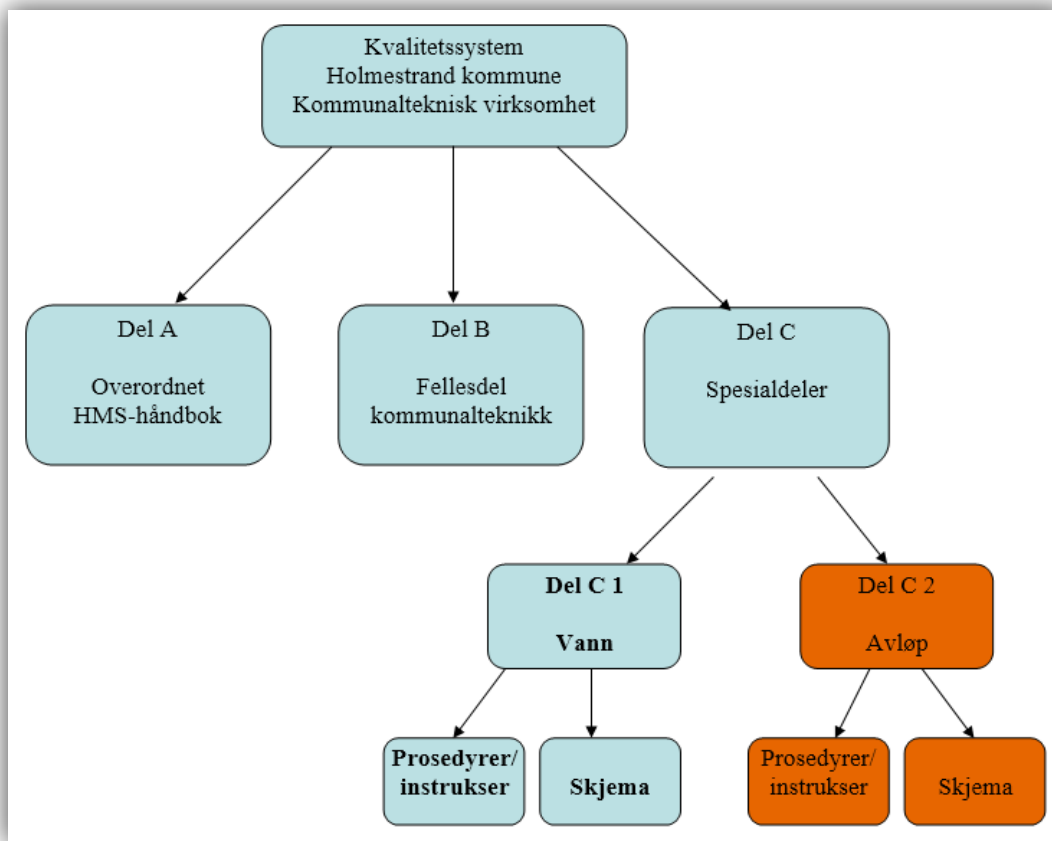 Kvalitetssystem
Holmestrand kommune
Kommunalteknisk virksomhet
Del A
Overordnet
HMS-håndbok
Del B
Fellesdel
kommunalteknikk
Del C
Spesialdeler
Del C 1
Vann
Del C 2
Avløp
Prosedyrer/
instrukser
Skjema
Prosedyrer/
instrukser
Skjema